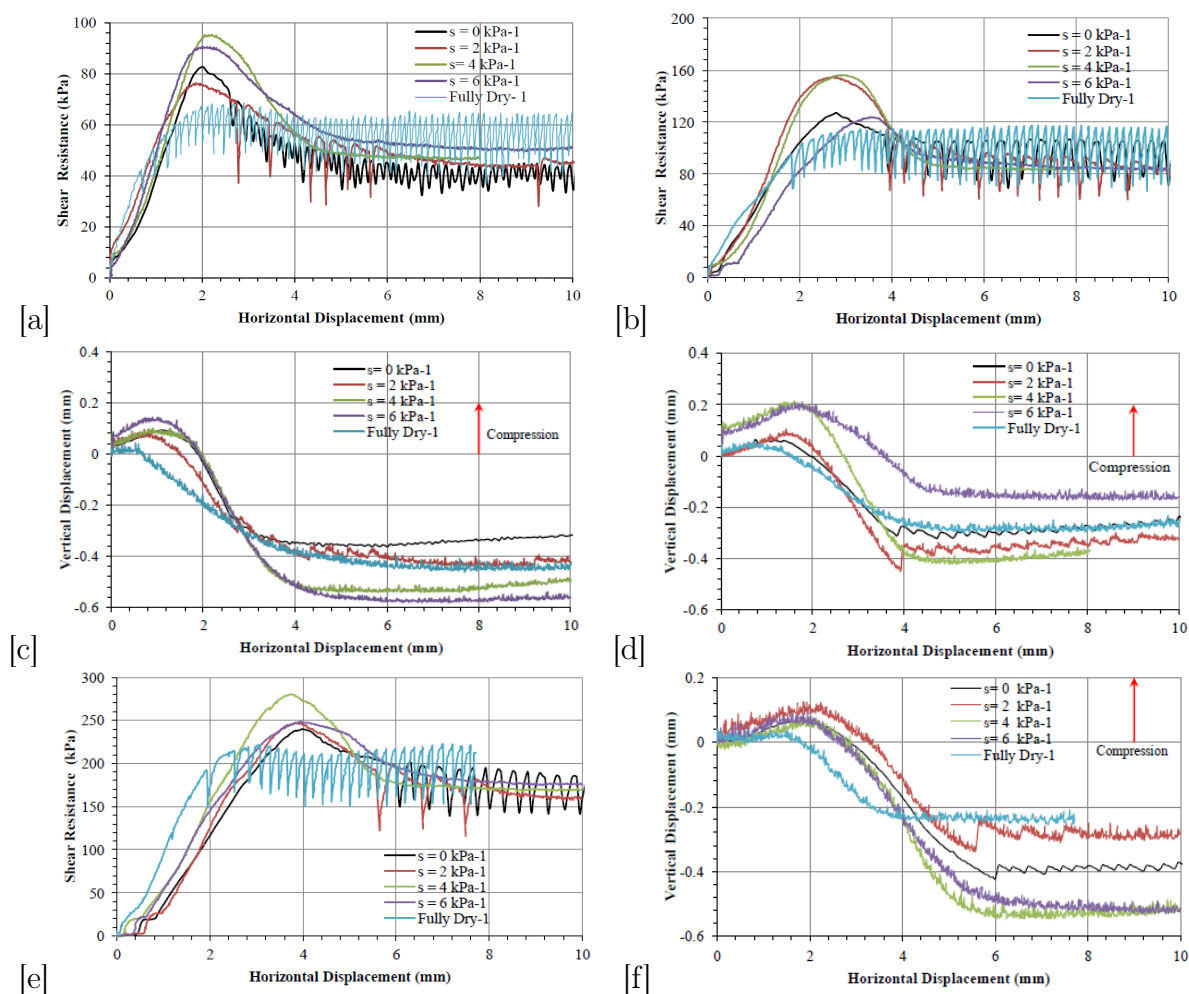 100
80
60
40
20
0
Shear Resistance (kPa)
s = 0 kPa-1
s = 2 kPa-1
s= 4 kPa-1
s = 6 kPa-1
Fully Dry- 1
0 2 4 6 8 10
Horizontal Displacement (mm)
[a]
200
160
120
80
40
0
Shear Resistance (kPa)
s = 0 kPa-1
s = 2 kPa-1
s = 4 kPa-1
s = 6 kPa-1
Fully Dry-1
0 2 4 6 8 10
Horizontal Displacement (mm)
[b]
0.4
0.2
0
-0.2
-0.4
-0.6
Vertical Displacement (mm)
s= 0 kPa-1
s = 2 kPa-1
s = 4 kPa-1
s = 6 kPa-1
Fully Dry-1
Compression
0 2 4 6 8 10
Horizontal Displacement (mm)
[c]
0.4
0.2
0
-0.2
-0.4
-0.6
Vertical Displacement (mm)
s= 0 kPa-1
s = 2 kPa-1
s= 4 kPa-1
s= 6 kPa-1
Fully Dry-1
Compression
0 2 4 6 8 10
Horizontal Displacement (mm)
[d]
300
250
200
150
100
50
0
Shear Resistance (kPa)
s = 0 kPa-1
s = 2 kPa-1
s = 4 kPa-1
s = 6 kPa-1
Fully Dry-1
0 2 4 6 8 10
Horizontal Displacement (mm)
[e]
0.2
0
-0.2
-0.4
-0.6
Vertical Displacement (mm)
s= 0 kPa-1
s= 2 kPa-1
s= 4 kPa-1
s= 6 kPa-1
Fully Dry-1
Compression
0 2 4 6 8 10
Horizontal Displacement (mm)
[f]